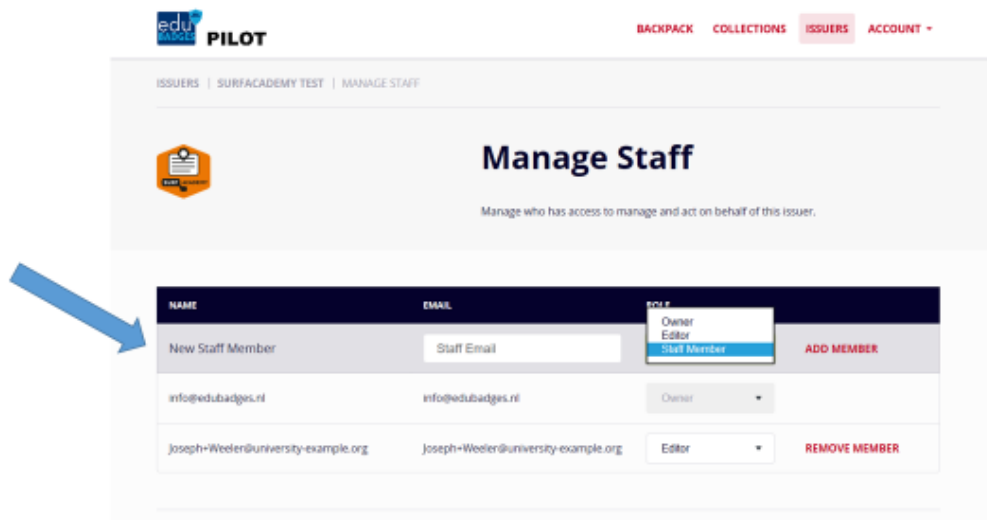 edu
BADGES
PILOT
BACKPACK COLLECTIONS ISSUERS ACCOUNT
ISSUERS | SURFACADEMY TEST | MANAGE STAFF
Manage Staff
SURF ACADEMY
Manage who has access to manage and act on behalf of this issuer.
NAME EMAIL ROLE
Owner
Editor
New Staff Member Staff Email Staff Member ADD MEMBER
info@edubadges.nl info@edubadges.nl Owner
Joseph+Weeler@university-example.org Joseph+Weeler@university-example.org Editor REMOVE MEMBER